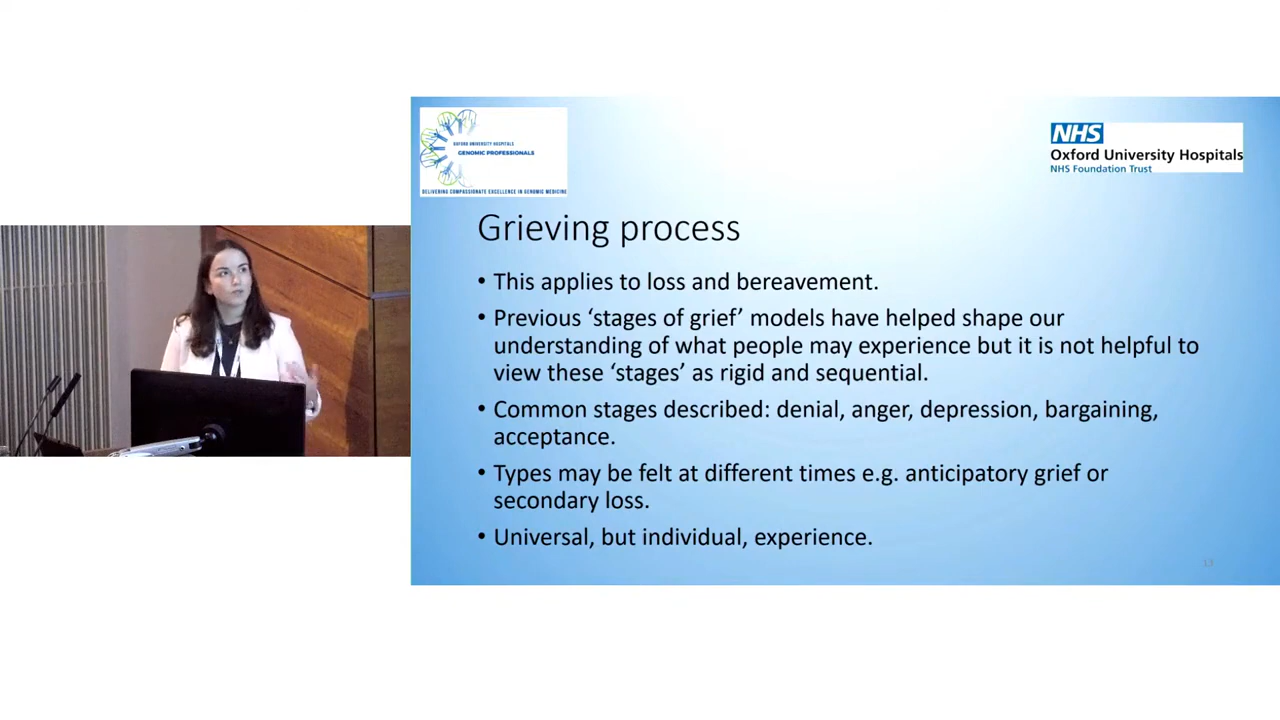 OXFORD UNIVERSITY HOSPITALS
GENOMIC PROFESSIONALS
DELIVERING COMPASSIONATE EXCELLENCE IN GENOMIC MEDICINE
NHS
Oxford University Hospitals
NHS Foundation Trust
Grieving process
• This applies to loss and bereavement.
• Previous ‘stages of grief’ models have helped shape our
understanding of what people may experience but it is not helpful to
view these ‘stages’ as rigid and sequential.
• Common stages described: denial, anger, depression, bargaining,
acceptance.
• Types may be felt at different times e.g. anticipatory grief or
secondary loss.
• Universal, but individual, experience.
13